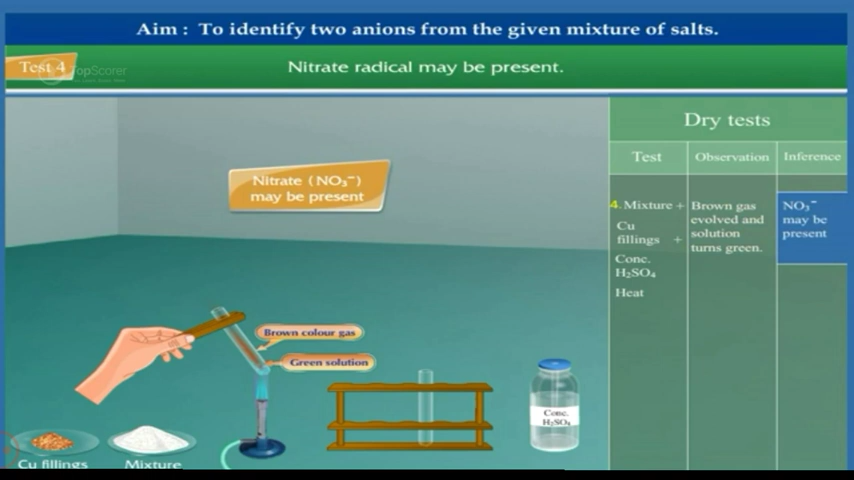 Aim : To identify two anions from the given mixture of salts.
Test 4
TopScorer
Nitrate radical may be present.
Nitrate (NO₃⁻)
may be present
Brown colour gas
Green solution
Conc.
H₂SO₄
Cu fillings
Mixture
Dry tests
Test
Observation
Inference
4. Mixture +
Cu
fillings +
Conc.
H₂SO₄
Heat
Brown gas
evolved and
solution
turns green.
NO₃⁻
may be
present